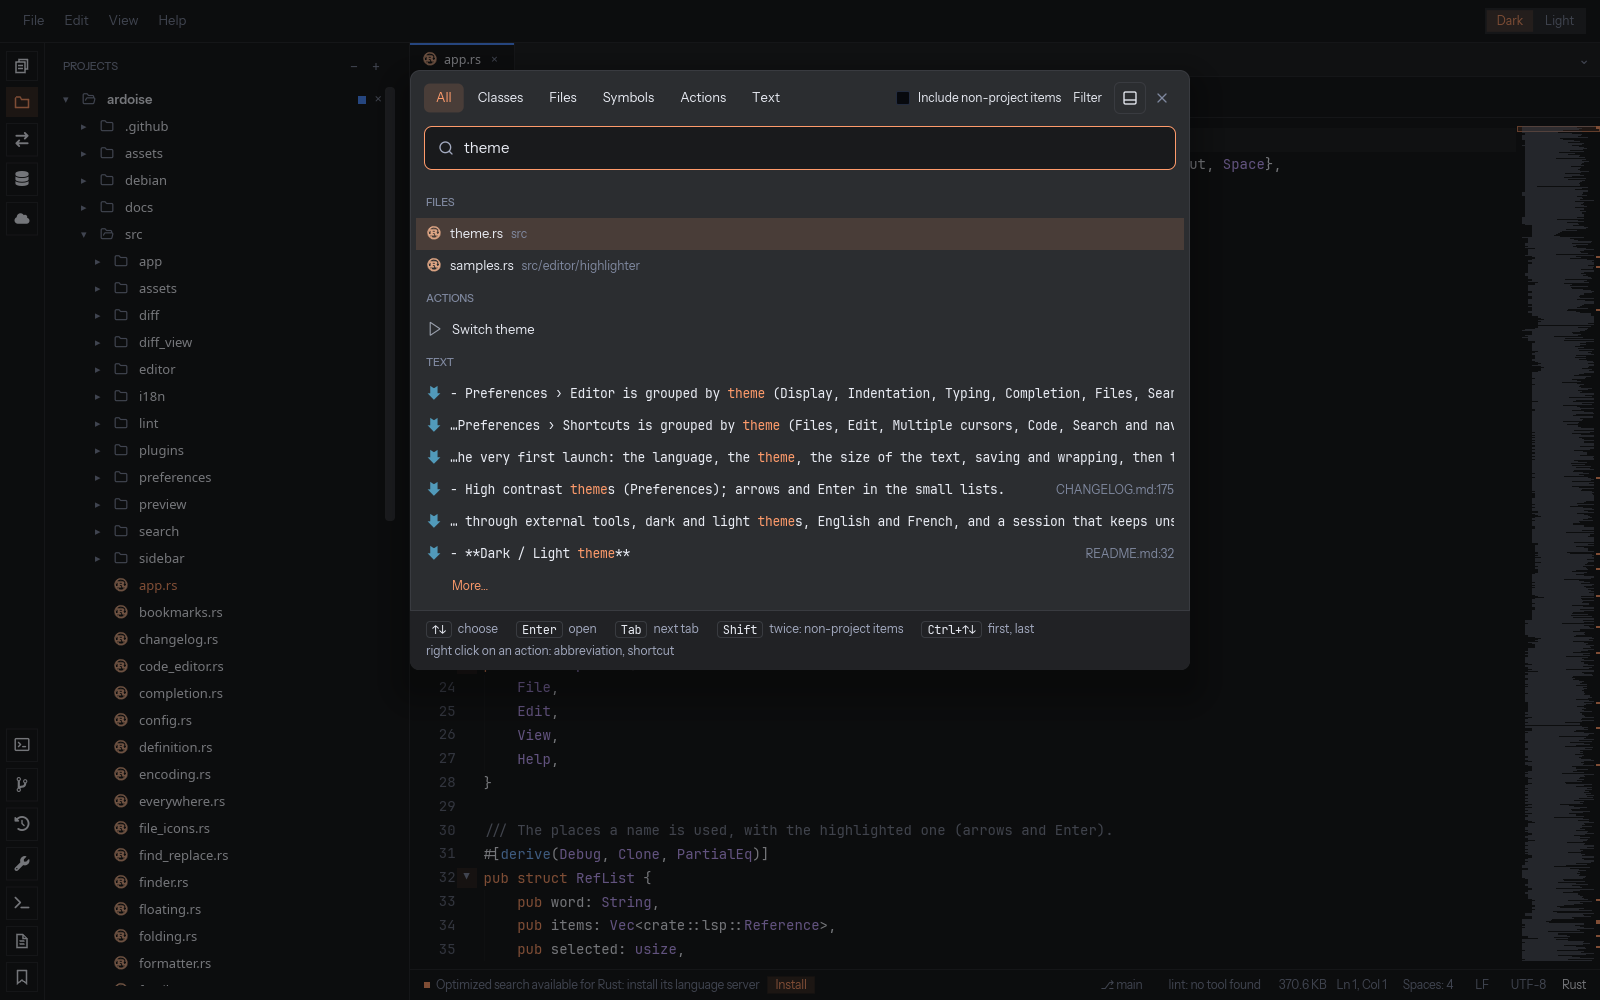 File Edit View Help Dark Light
PROJECTS − +
ardoise ×
.github
assets
debian
docs
src
app
assets
diff
diff_view
editor
i18n
lint
plugins
preferences
preview
search
sidebar
app.rs
bookmarks.rs
changelog.rs
code_editor.rs
completion.rs
config.rs
definition.rs
encoding.rs
everywhere.rs
file_icons.rs
find_replace.rs
finder.rs
floating.rs
folding.rs
formatter.rs
app.rs ×
ut, Space},
All Classes Files Symbols Actions Text Include non-project items Filter
theme
FILES
theme.rs src
samples.rs src/editor/highlighter
ACTIONS
Switch theme
TEXT
- Preferences › Editor is grouped by theme (Display, Indentation, Typing, Completion, Files, Sear
…Preferences › Shortcuts is grouped by theme (Files, Edit, Multiple cursors, Code, Search and nav
…he very first launch: the language, the theme, the size of the text, saving and wrapping, then t
- High contrast themes (Preferences); arrows and Enter in the small lists. CHANGELOG.md:175
… through external tools, dark and light themes, English and French, and a session that keeps uns
- **Dark / Light theme** README.md:32
More…
↑↓ choose Enter open Tab next tab Shift twice: non-project items Ctrl+↑↓ first, last
right click on an action: abbreviation, shortcut
24 File,
25 Edit,
26 View,
27 Help,
28 }
29
30 /// The places a name is used, with the highlighted one (arrows and Enter).
31 #[derive(Debug, Clone, PartialEq)]
32 pub struct RefList {
33 pub word: String,
34 pub items: Vec<crate::lsp::Reference>,
35 pub selected: usize,
Optimized search available for Rust: install its language server Install main lint: no tool found 370.6 KB Ln 1, Col 1 Spaces: 4 LF UTF-8 Rust